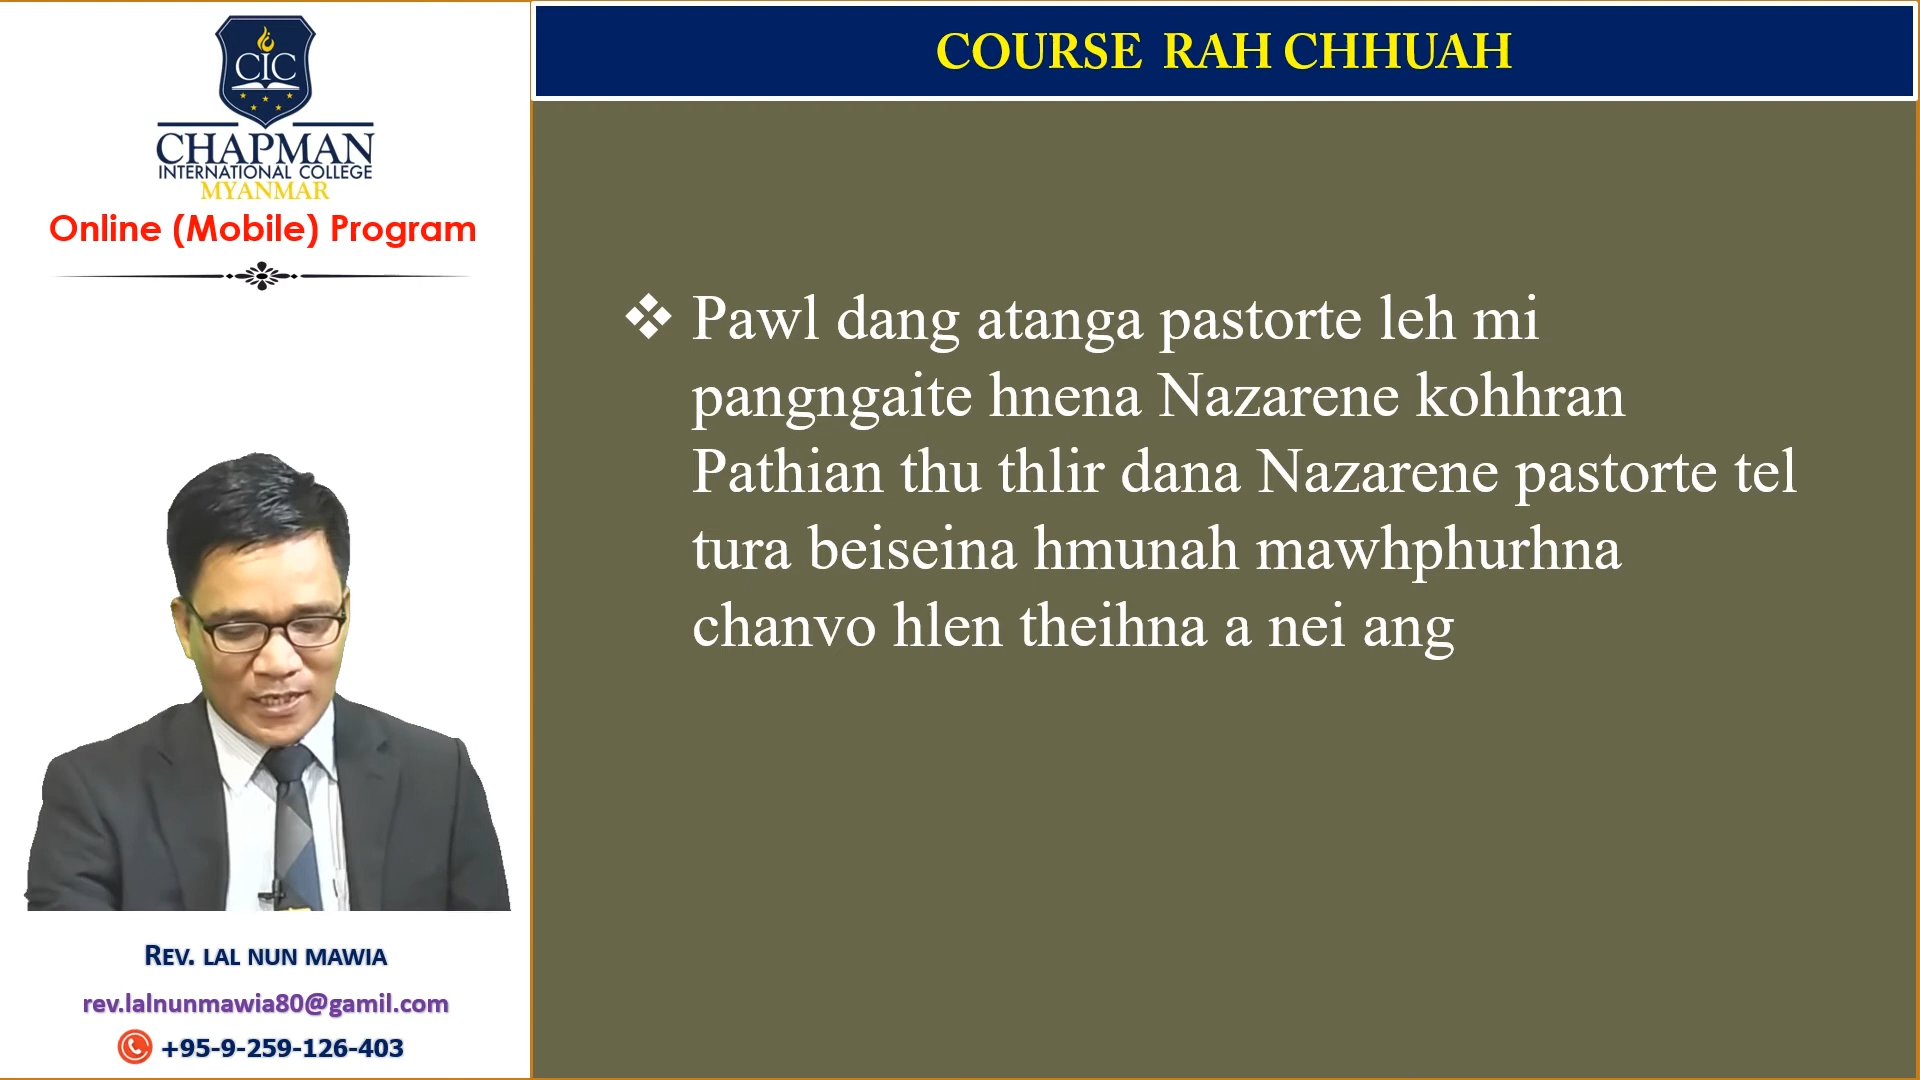 CIC
CHAPMAN
INTERNATIONAL COLLEGE
MYANMAR
Online (Mobile) Program
REV. LAL NUN MAWIA
rev.lalnunmawia80@gamil.com
+95-9-259-126-403
COURSE RAH CHHUAH
Pawl dang atanga pastorte leh mi
pangngaite hnena Nazarene kohhran
Pathian thu thlir dana Nazarene pastorte tel
tura beiseina hmunah mawhphurhna
chanvo hlen theihna a nei ang